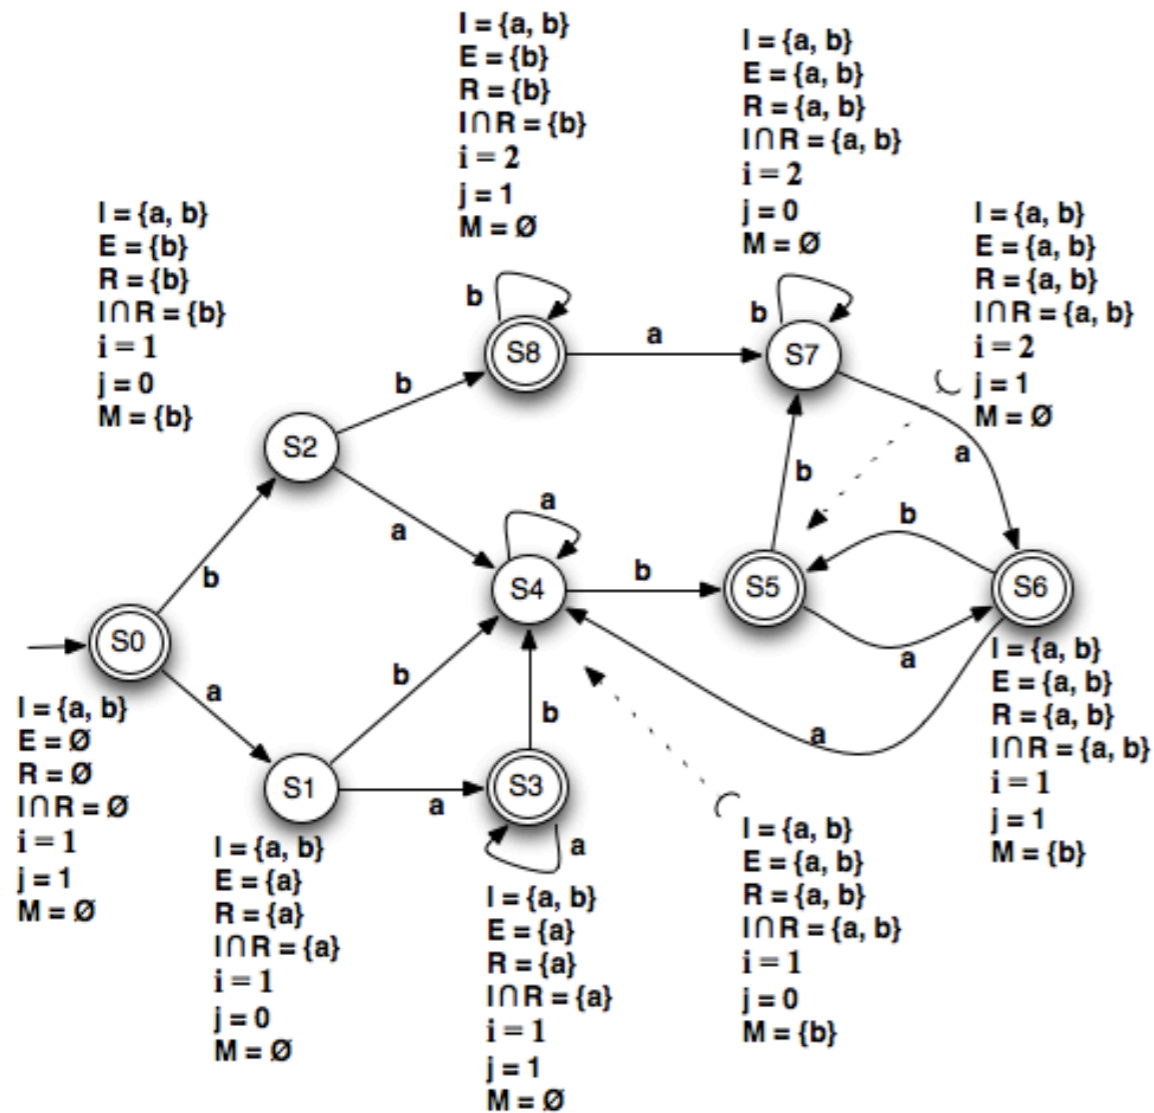 I = {a, b}
E = {b}
R = {b}
I∩R = {b}
i = 2
j = 1
M = Ø
I = {a, b}
E = {a, b}
R = {a, b}
I∩R = {a, b}
i = 2
j = 0
M = Ø
I = {a, b}
E = {b}
R = {b}
I∩R = {b}
i = 1
j = 0
M = {b}
I = {a, b}
E = {a, b}
R = {a, b}
I∩R = {a, b}
i = 2
j = 1
M = Ø
b
S8
a
b
S7
b
S2
a
b
a
a
b
b
S4
b
S5
b
a
S6
S0
a
b
b
a
S1
a
S3
a
I = {a, b}
E = Ø
R = Ø
I∩R = Ø
i = 1
j = 1
M = Ø
I = {a, b}
E = {a}
R = {a}
I∩R = {a}
i = 1
j = 0
M = Ø
I = {a, b}
E = {a}
R = {a}
I∩R = {a}
i = 1
j = 1
M = Ø
I = {a, b}
E = {a, b}
R = {a, b}
I∩R = {a, b}
i = 1
j = 0
M = {b}
I = {a, b}
E = {a, b}
R = {a, b}
I∩R = {a, b}
i = 1
j = 1
M = {b}